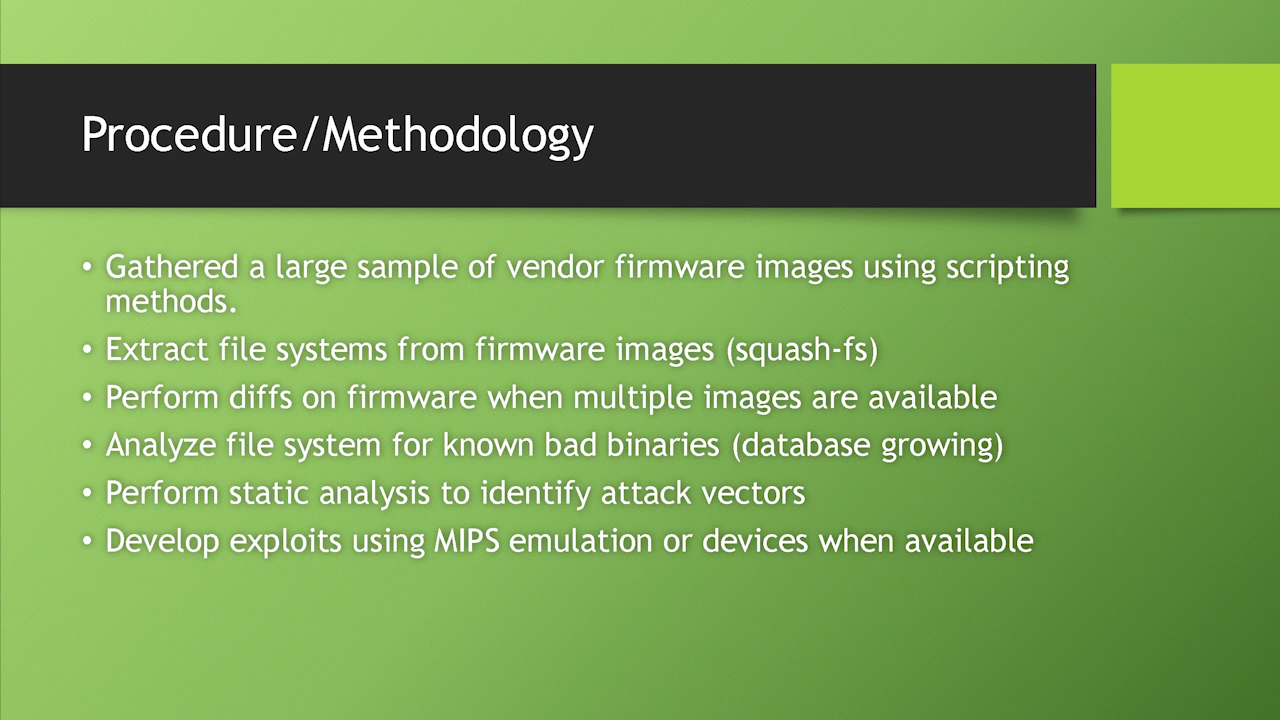 Procedure/Methodology
• Gathered a large sample of vendor firmware images using scripting
methods.
• Extract file systems from firmware images (squash-fs)
• Perform diffs on firmware when multiple images are available
• Analyze file system for known bad binaries (database growing)
• Perform static analysis to identify attack vectors
• Develop exploits using MIPS emulation or devices when available